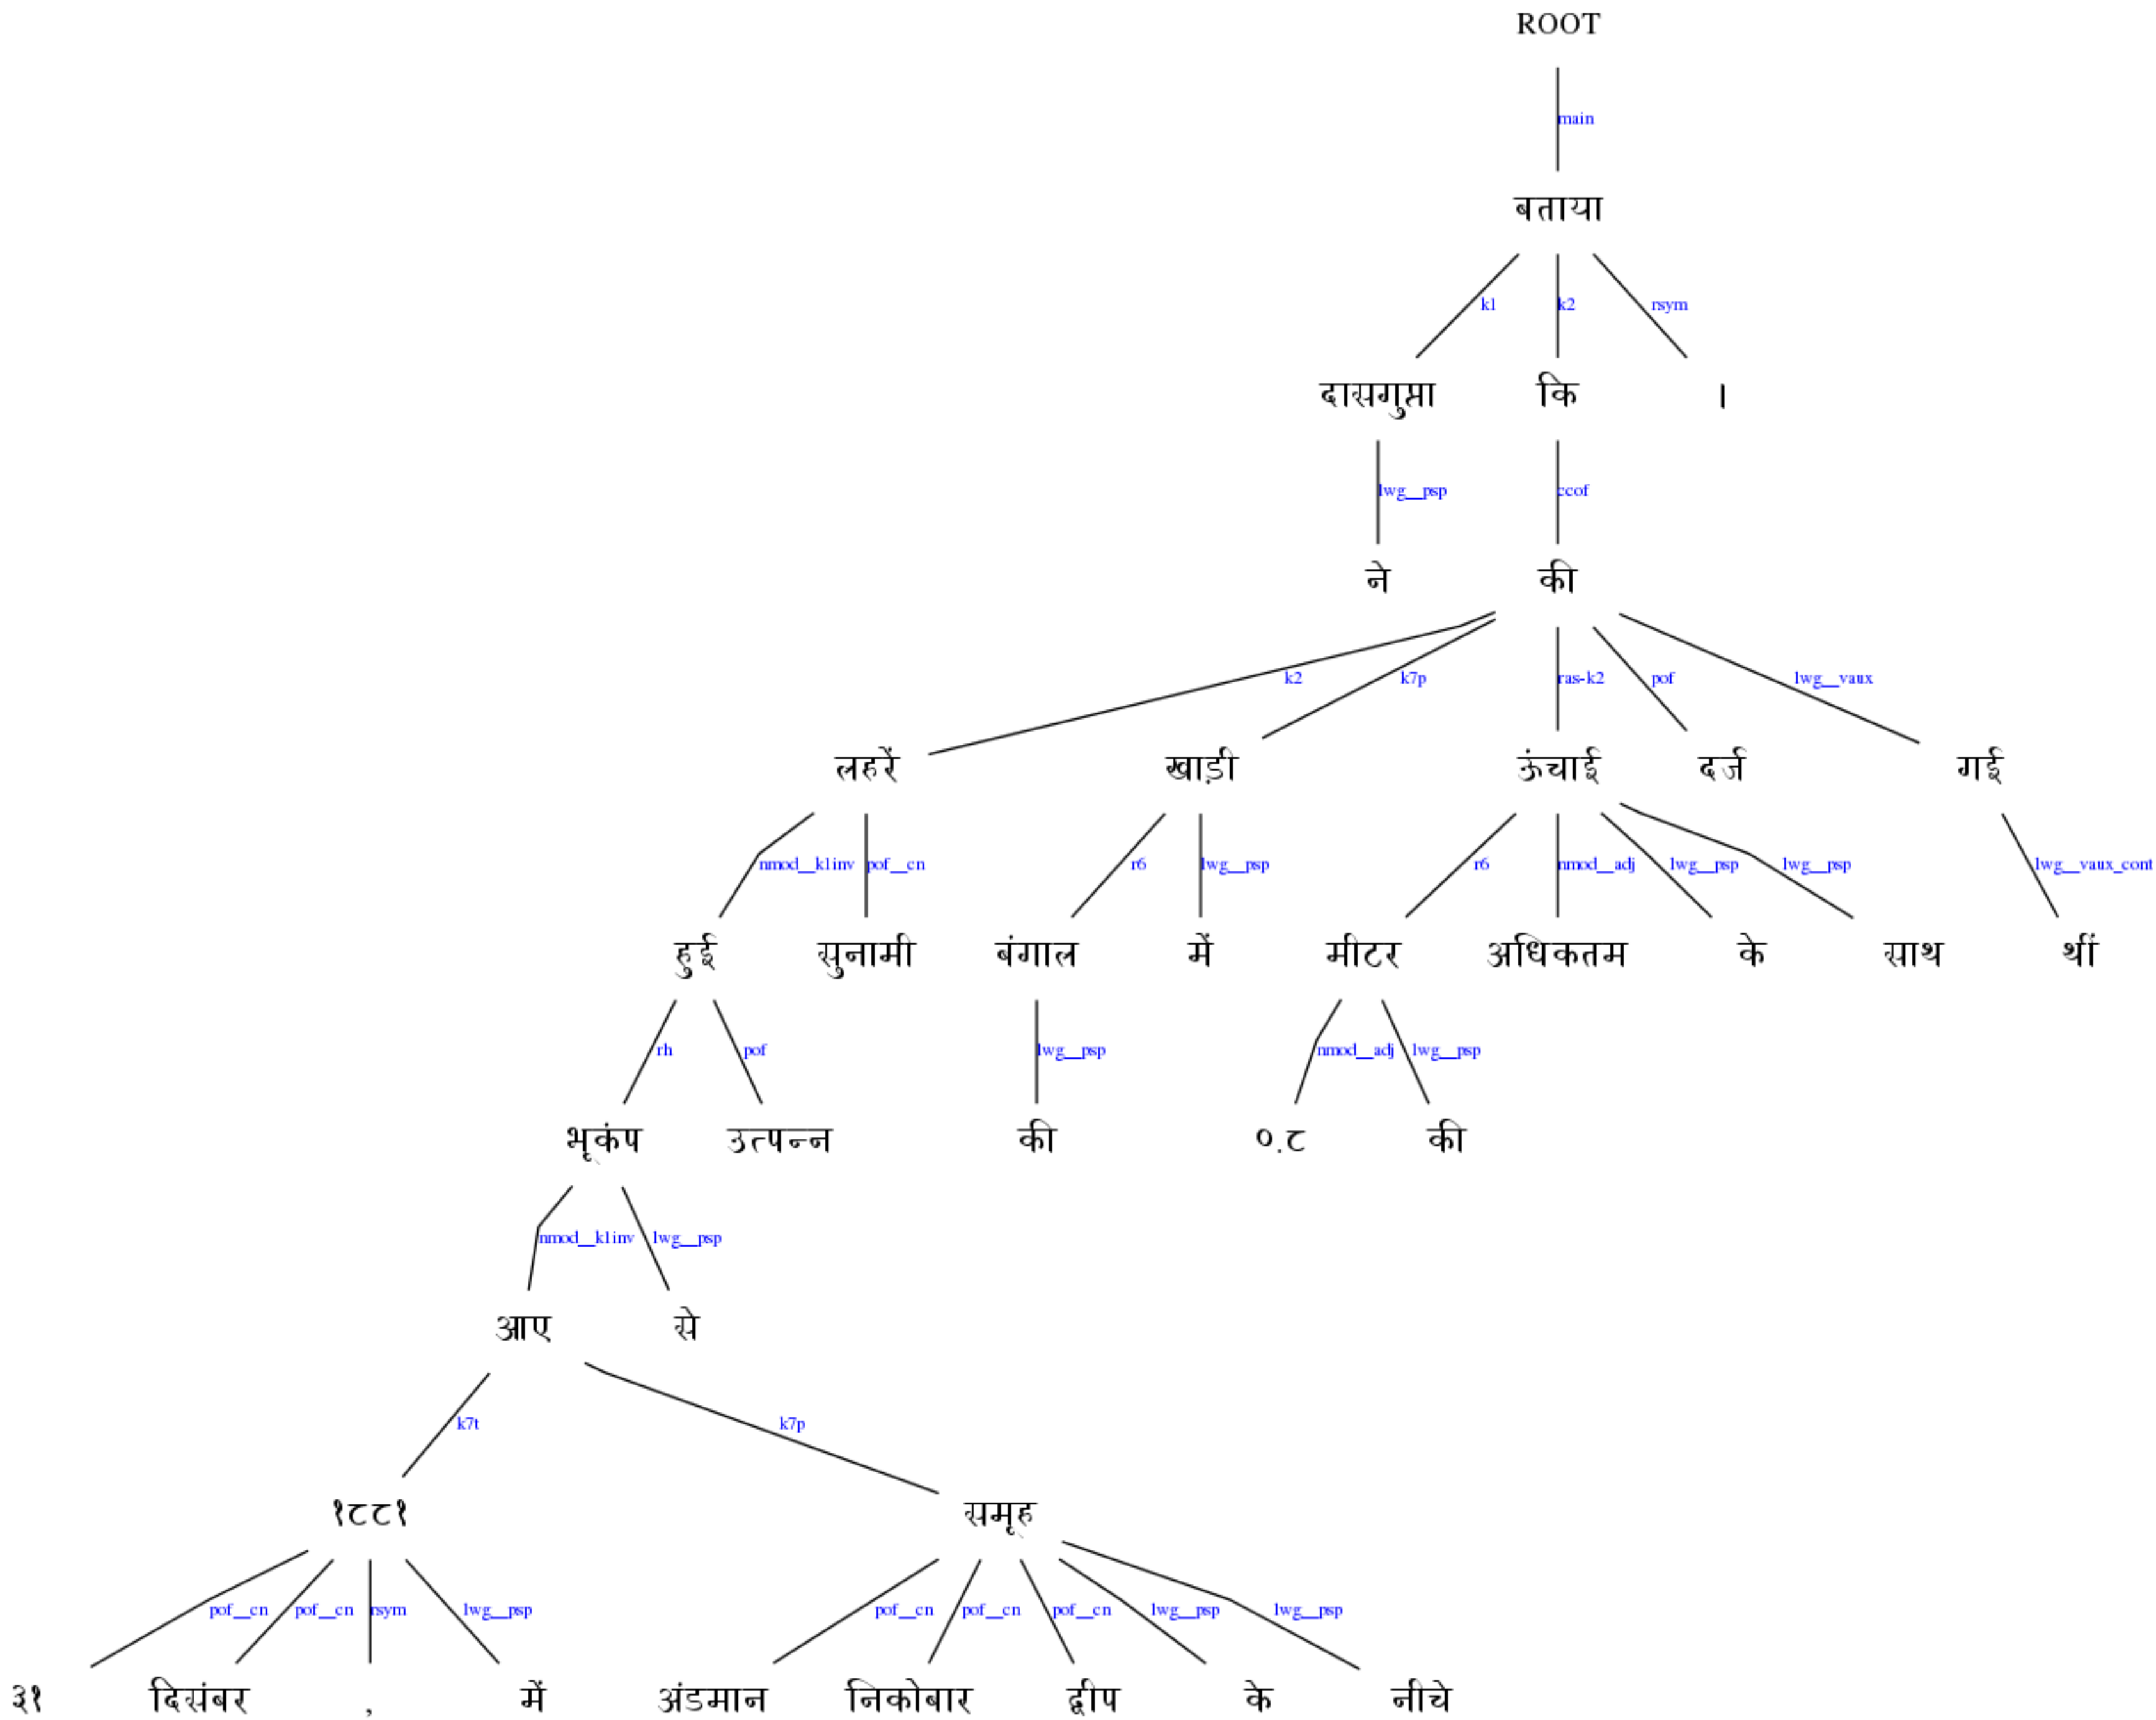 ROOT
main
बताया
k1 k2 rsym
दासगुप्ता कि ।
lwg__psp ccof
ने की
k2 k7p ras-k2 pof lwg__vaux
लहरें खाड़ी ऊंचाई दर्ज गई
nmod__k1inv pof__cn r6 lwg__psp r6 nmod__adj lwg__psp lwg__psp lwg__vaux_cont
हुई सुनामी बंगाल में मीटर अधिकतम के साथ थीं
rh pof lwg__psp nmod__adj lwg__psp
भूकंप उत्पन्न की ०.८ की
nmod__k1inv lwg__psp
आए से
k7t k7p
१८८१ समूह
pof__cn pof__cn rsym lwg__psp pof__cn pof__cn pof__cn lwg__psp lwg__psp
३१ दिसंबर , में अंडमान निकोबार द्वीप के नीचे